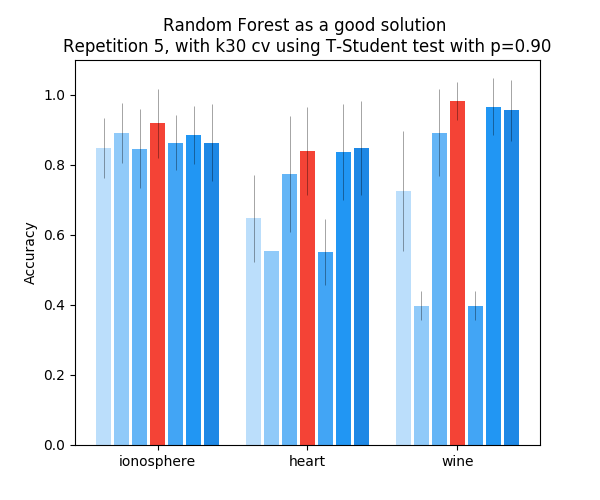 Random Forest as a good solution
Repetition 5, with k30 cv using T-Student test with p=0.90
1.0
0.8
0.6
0.4
0.2
0.0
Accuracy
ionosphere
heart
wine